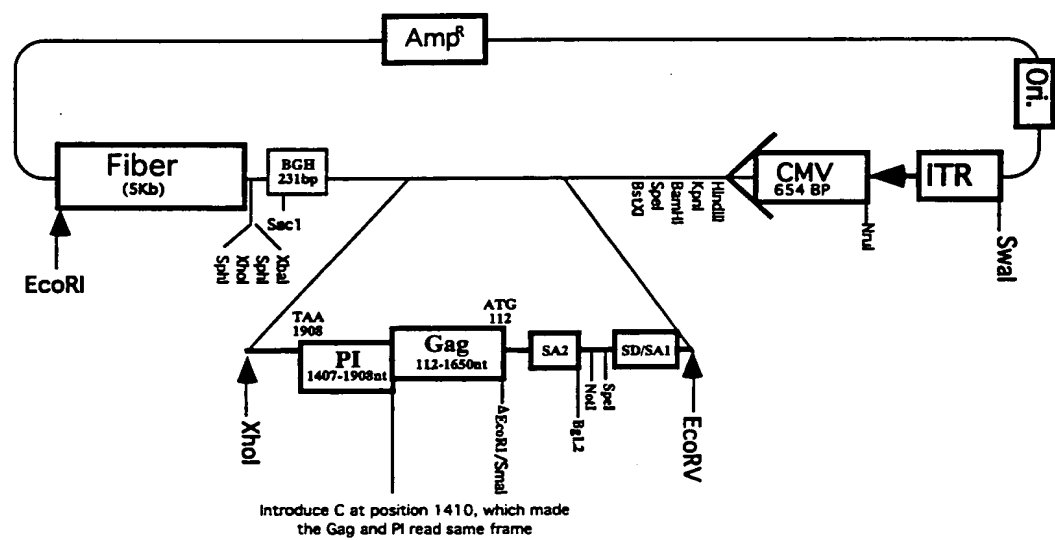 Amp^R
Ori.
Fiber
(5Kb)
BGH
231bp
CMV
654 BP
ITR
Sac1
SphI
XhoI
SphI
XbaI
EcoRI
BstXI
SpeI
BamHI
KpnI
HIndIII
NruI
SwaI
TAA
1908
ATG
112
PI
1407-1908nt
Gag
112-1650nt
SA2
SD/SA1
XhoI
ΔEcoRI/SmaI
BgL2
NotI
SpeI
EcoRV
Introduce C at position 1410, which made
the Gag and PI read same frame